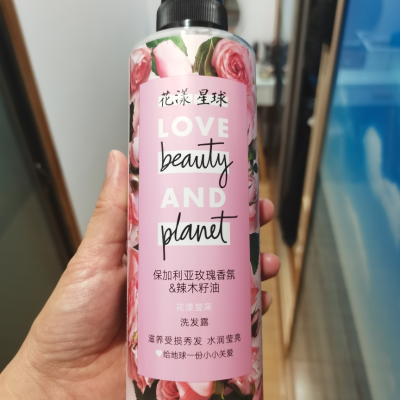 花漾星球
LOVE
beauty
AND
planet
保加利亚玫瑰香氛
&辣木籽油
洗发露
滋养受损秀发 水润莹亮
给地球一份小小关爱